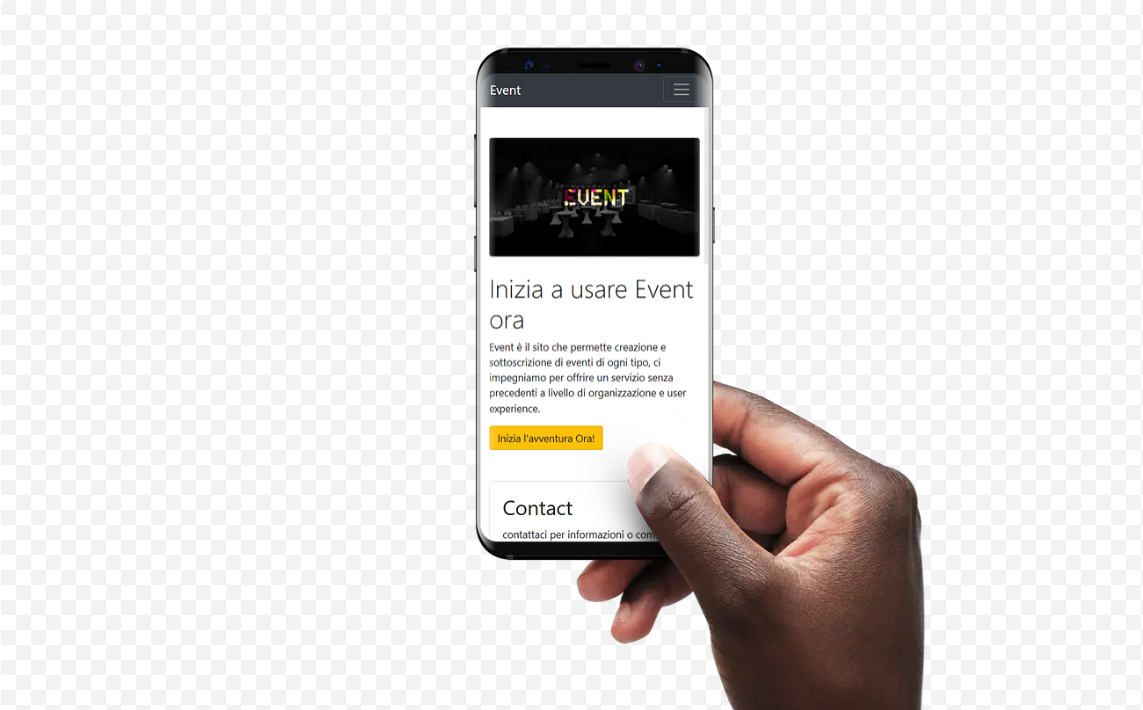 Event
EVENT
Inizia a usare Event
ora
Event è il sito che permette creazione e
sottoscrizione di eventi di ogni tipo, ci
impegniamo per offrire un servizio senza
precedenti a livello di organizzazione e user
experience.
Inizia l'avventura Ora!
Contact
contattaci per informazioni o